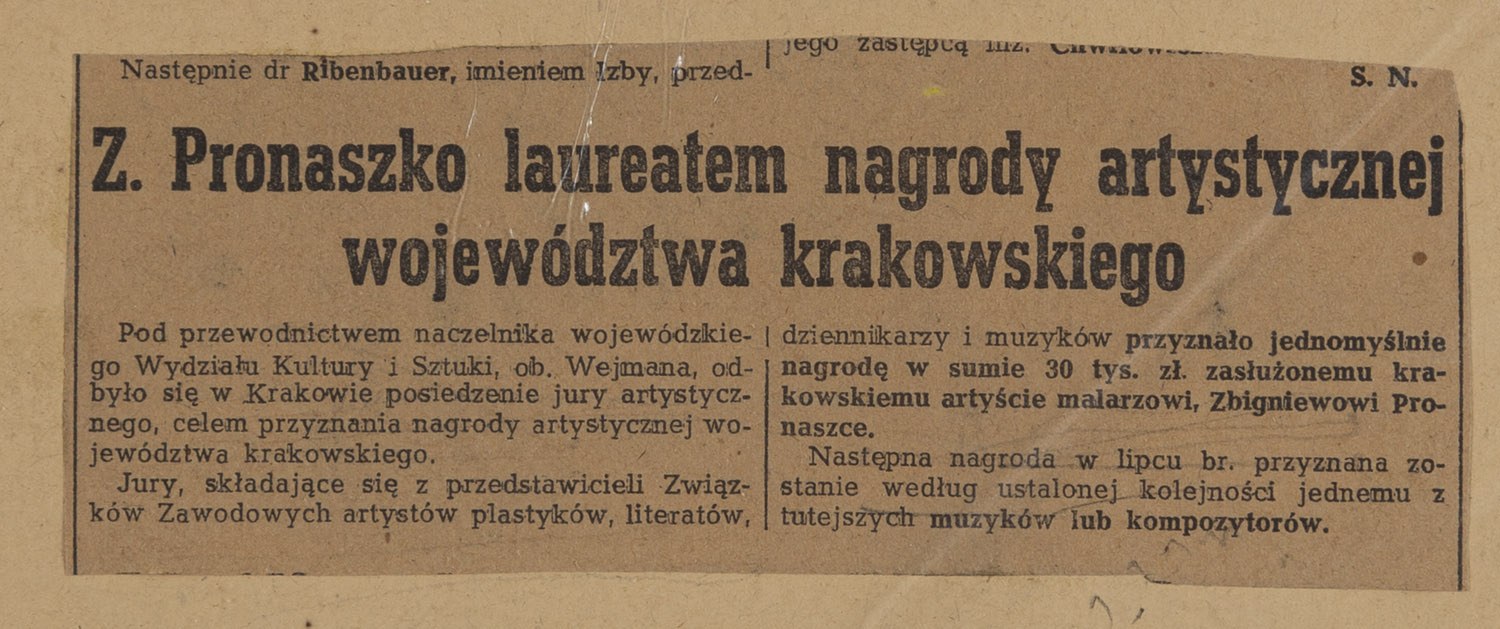 Następnie dr Ribenbauer, imieniem Izby, przed-
jego zastępcą inż.
S. N.
Z. Pronaszko laureatem nagrody artystycznej
województwa krakowskiego
Pod przewodnictwem naczelnika wojewódzkie-
go Wydziału Kultury i Sztuki, ob. Wejmana, od-
było się w Krakowie posiedzenie jury artystycz-
nego, celem przyznania nagrody artystycznej wo-
jewództwa krakowskiego.
Jury, składające się z przedstawicieli Związ-
ków Zawodowych artystów plastyków, literatów,
dziennikarzy i muzyków przyznało jednomyślnie
nagrodę w sumie 30 tys. zł. zasłużonemu kra-
kowskiemu artyście malarzowi, Zbigniewowi Pro-
naszce.
Następna nagroda w lipcu br. przyznana zo-
stanie według ustalonej kolejności jednemu z
tutejszych muzyków lub kompozytorów.